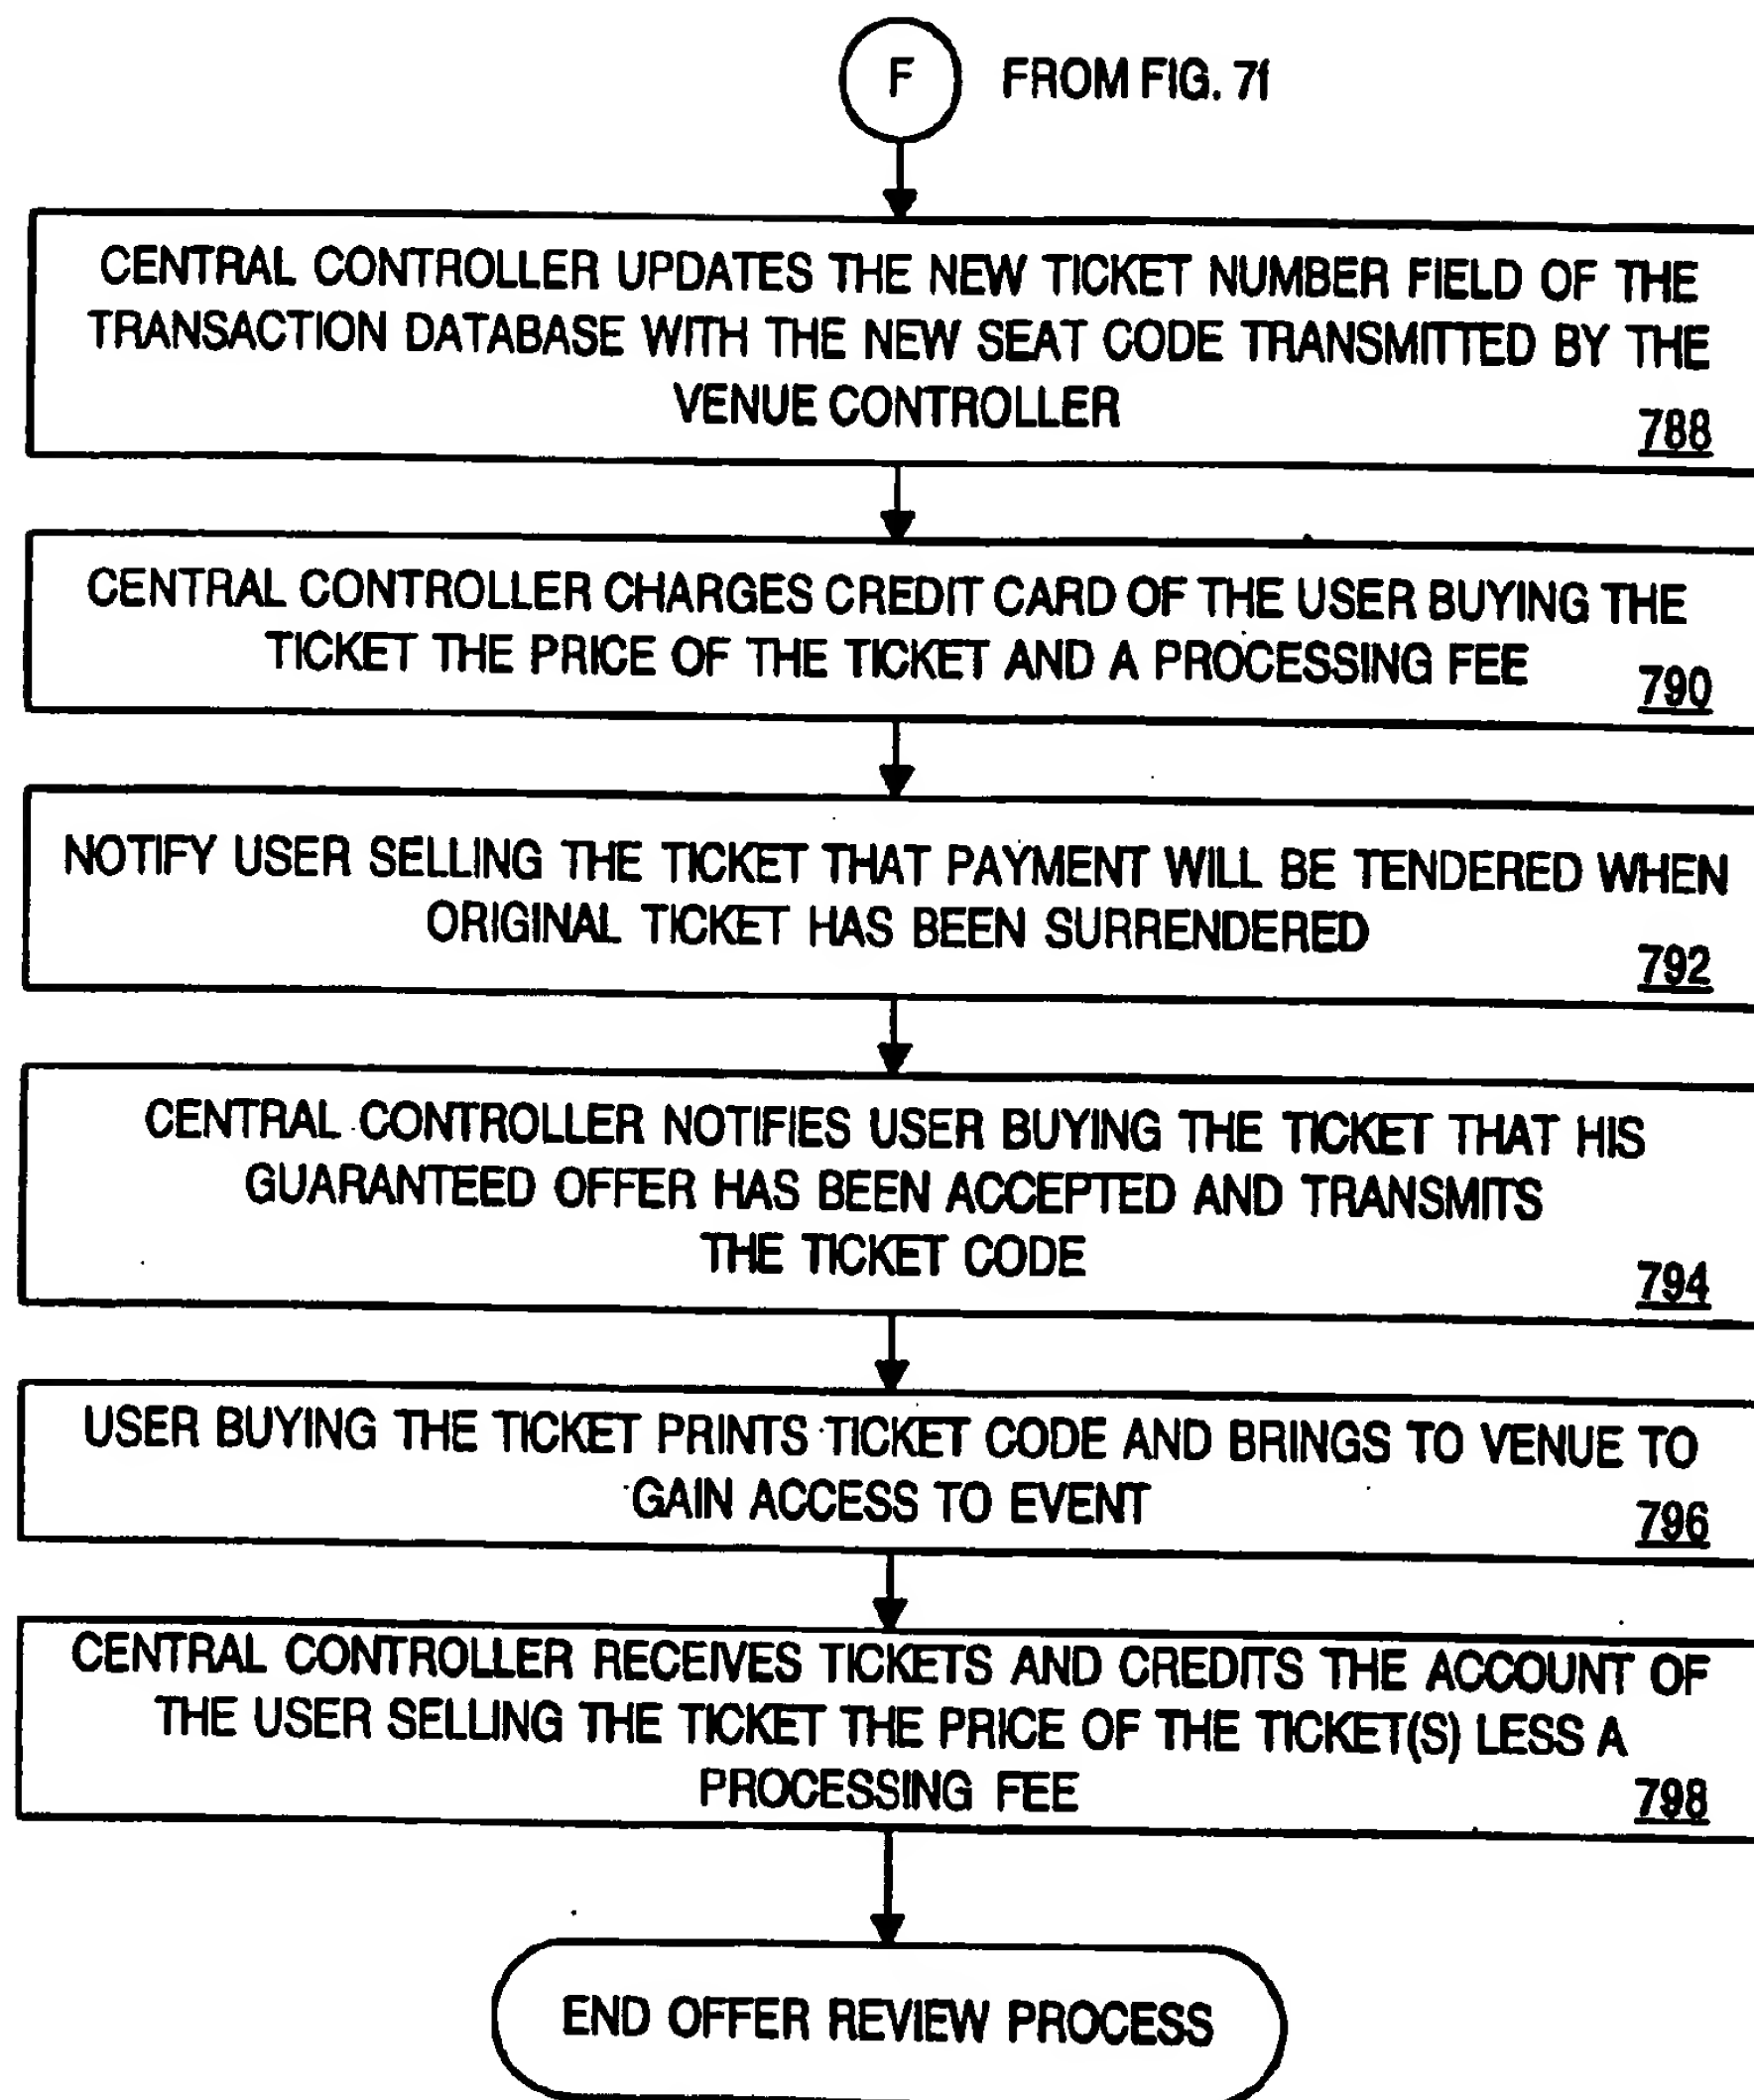 F FROM FIG. 7f
CENTRAL CONTROLLER UPDATES THE NEW TICKET NUMBER FIELD OF THE
TRANSACTION DATABASE WITH THE NEW SEAT CODE TRANSMITTED BY THE
VENUE CONTROLLER
788
CENTRAL CONTROLLER CHARGES CREDIT CARD OF THE USER BUYING THE
TICKET THE PRICE OF THE TICKET AND A PROCESSING FEE
790
NOTIFY USER SELLING THE TICKET THAT PAYMENT WILL BE TENDERED WHEN
ORIGINAL TICKET HAS BEEN SURRENDERED
792
CENTRAL CONTROLLER NOTIFIES USER BUYING THE TICKET THAT HIS
GUARANTEED OFFER HAS BEEN ACCEPTED AND TRANSMITS
THE TICKET CODE
794
USER BUYING THE TICKET PRINTS TICKET CODE AND BRINGS TO VENUE TO
GAIN ACCESS TO EVENT
796
CENTRAL CONTROLLER RECEIVES TICKETS AND CREDITS THE ACCOUNT OF
THE USER SELLING THE TICKET THE PRICE OF THE TICKET(S) LESS A
PROCESSING FEE
798
END OFFER REVIEW PROCESS